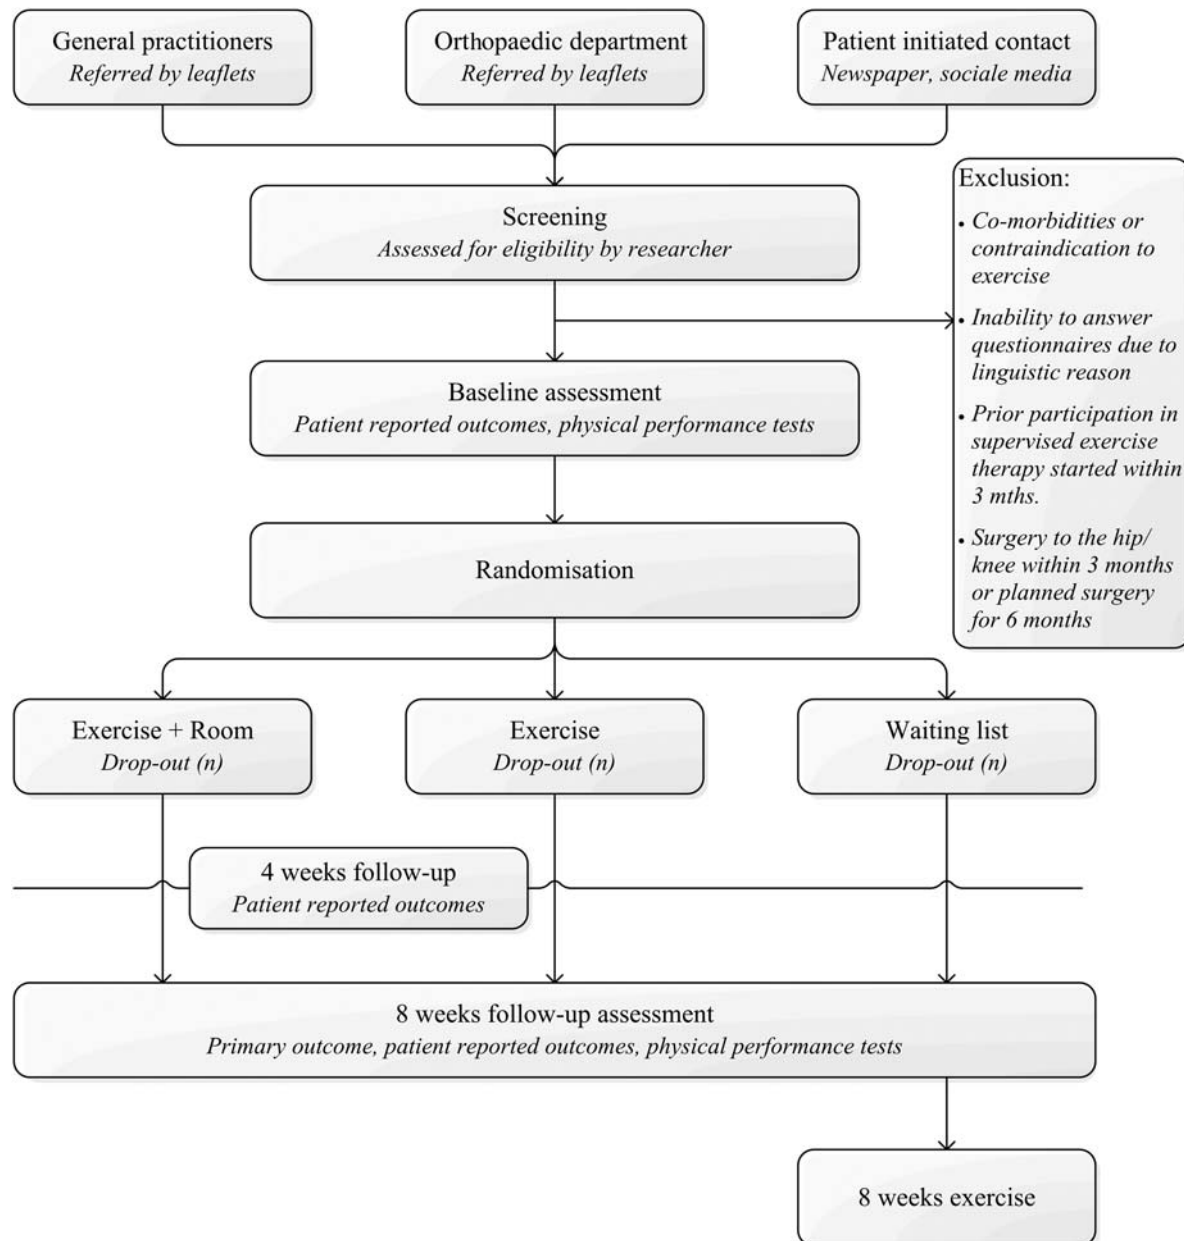 General practitioners
Referred by leaflets
Orthopaedic department
Referred by leaflets
Patient initiated contact
Newspaper, sociale media
Screening
Assessed for eligibility by researcher
Exclusion:
• Co-morbidities or
contraindication to
exercise
• Inability to answer
questionnaires due to
linguistic reason
• Prior participation in
supervised exercise
therapy started within
3 mths.
• Surgery to the hip/
knee within 3 months
or planned surgery
for 6 months
Baseline assessment
Patient reported outcomes, physical performance tests
Randomisation
Exercise + Room
Drop-out (n)
Exercise
Drop-out (n)
Waiting list
Drop-out (n)
4 weeks follow-up
Patient reported outcomes
8 weeks follow-up assessment
Primary outcome, patient reported outcomes, physical performance tests
8 weeks exercise